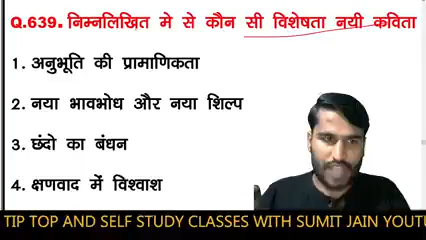 Q.639. निम्नलिखित मे से कौन सी विशेषता नयी कविता
1. अनुभूति की प्रामाणिकता
2. नया भावभोध और नया शिल्प
3. छंदो का बंधन
4. क्षणवाद में विश्वाश
TIP TOP AND SELF STUDY CLASSES WITH SUMIT JAIN YOUTU